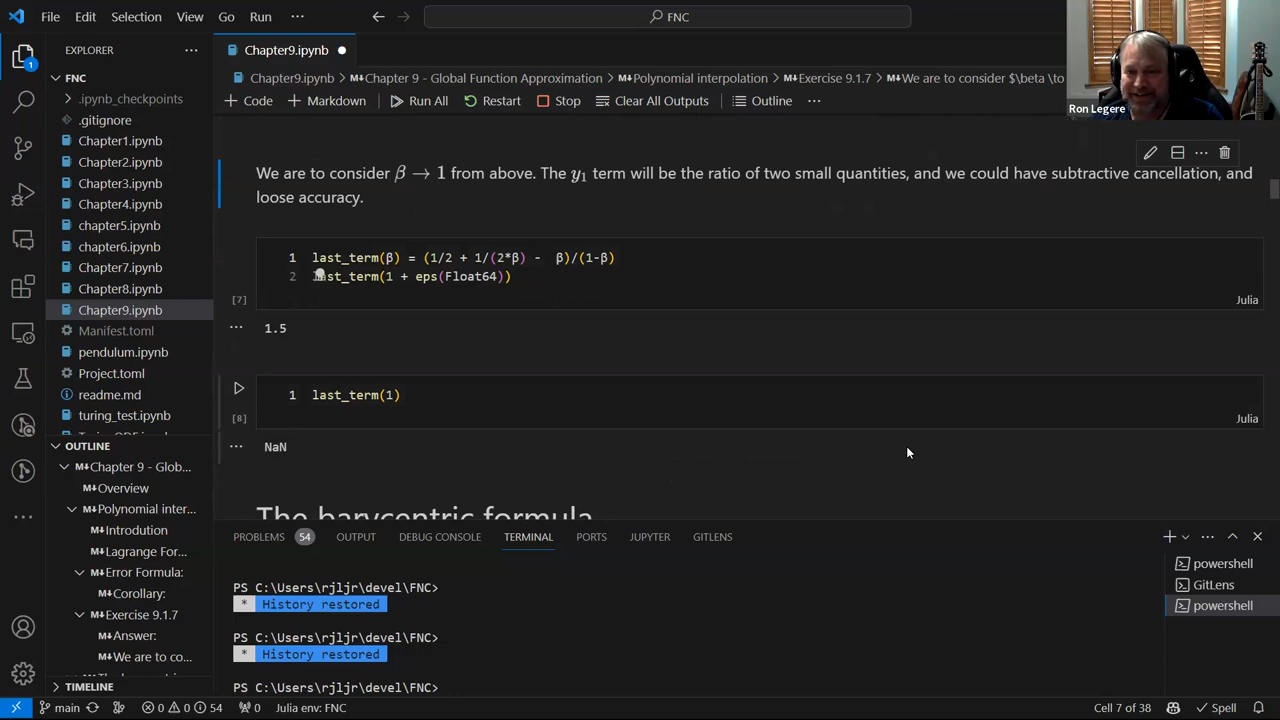 File Edit Selection View Go Run ··· FNC
EXPLORER ···
FNC
.ipynb_checkpoints
.gitignore
Chapter1.ipynb
Chapter2.ipynb
Chapter3.ipynb
Chapter4.ipynb
chapter5.ipynb
chapter6.ipynb
Chapter7.ipynb
Chapter8.ipynb
Chapter9.ipynb
Manifest.toml
pendulum.ipynb
Project.toml
readme.md
turing_test.ipynb
OUTLINE
Chapter 9 - Glob...
Overview
Polynomial inter...
Introdution
Lagrange For...
Error Formula:
Corollary:
Exercise 9.1.7
Answer:
We are to co...
TIMELINE
Chapter9.ipynb
Chapter9.ipynb > Chapter 9 - Global Function Approximation > Polynomial interpolation > Exercise 9.1.7 > We are to consider $\beta \to
+ Code + Markdown Run All Restart Stop Clear All Outputs Outline ···
Ron Legere
We are to consider β → 1 from above. The y₁ term will be the ratio of two small quantities, and we could have subtractive cancellation, and
loose accuracy.
1 last_term(β) = (1/2 + 1/(2*β) - β)/(1-β)
2 last_term(1 + eps(Float64))
[7] Julia
1.5
1 last_term(1)
[8] Julia
NaN
The barycentric formula
PROBLEMS 54 OUTPUT DEBUG CONSOLE TERMINAL PORTS JUPYTER GITLENS
PS C:\Users\rjljr\devel\FNC>
* History restored
PS C:\Users\rjljr\devel\FNC>
* History restored
PS C:\Users\rjljr\devel\FNC>
powershell
GitLens
powershell
main 0 0 54 0 Julia env: FNC Cell 7 of 38 Spell